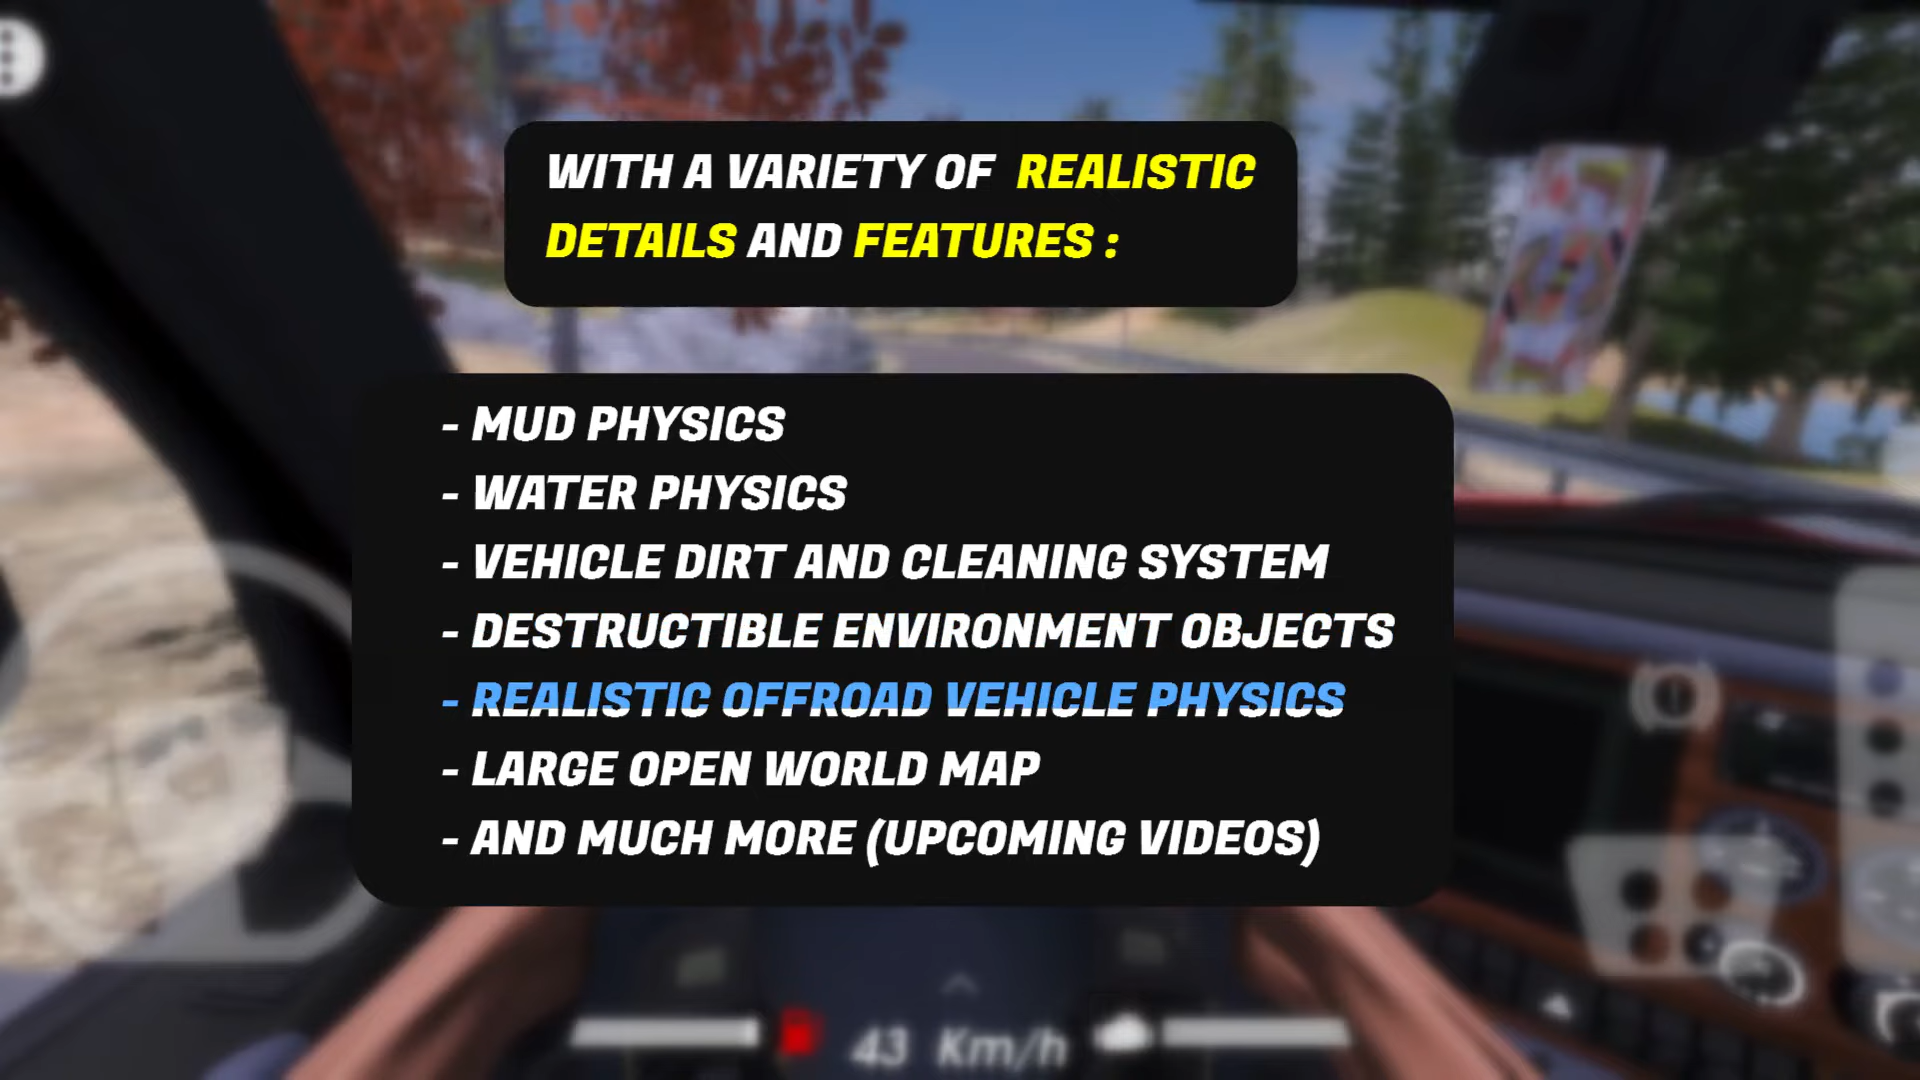 WITH A VARIETY OF REALISTIC
DETAILS AND FEATURES :
- MUD PHYSICS
- WATER PHYSICS
- VEHICLE DIRT AND CLEANING SYSTEM
- DESTRUCTIBLE ENVIRONMENT OBJECTS
- REALISTIC OFFROAD VEHICLE PHYSICS
- LARGE OPEN WORLD MAP
- AND MUCH MORE (UPCOMING VIDEOS)
43 Km/h